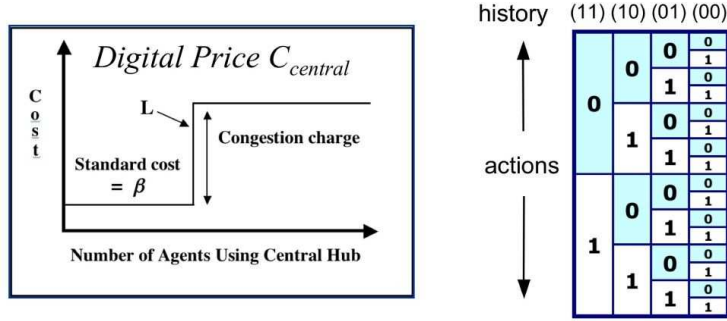 Digital Price C_central
Cost
L
Congestion charge
Standard cost
= β
Number of Agents Using Central Hub
history (11) (10) (01) (00)
actions
0 0 0 0
1
1 0
1
1 0 0
1
1 0
1
1 0 0 0
1
1 0
1
1 0 0
1
1 0
1